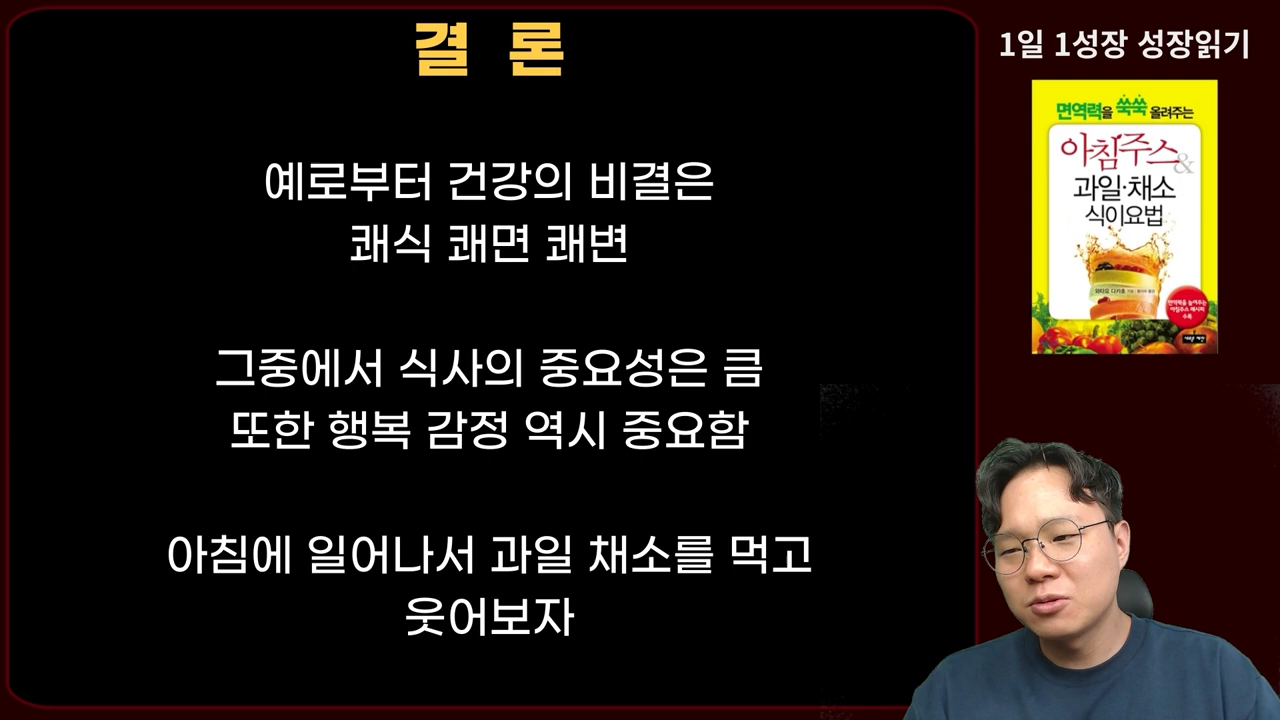 결 론
예로부터 건강의 비결은
쾌식 쾌면 쾌변
그중에서 식사의 중요성은 큼
또한 행복 감정 역시 중요함
아침에 일어나서 과일 채소를 먹고
웃어보자
1일 1성장 성장읽기
면역력을 쑥쑥 올려주는
아침주스&
과일·채소
식이요법